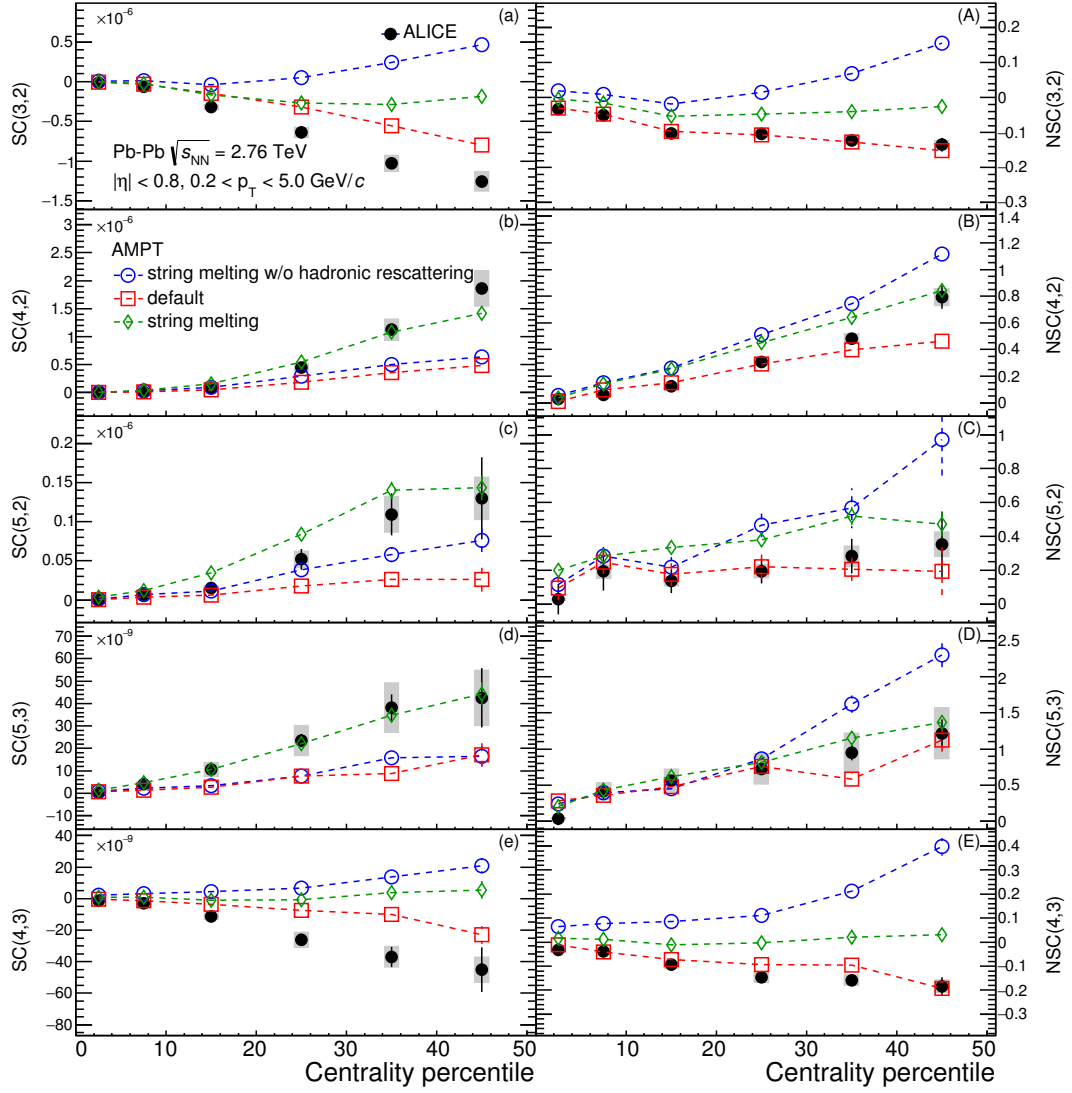 ×10⁻⁶
(a)
ALICE
0.5
0
−0.5
−1
−1.5
SC(3,2)
Pb-Pb √s_NN = 2.76 TeV
|η| < 0.8, 0.2 < p_T < 5.0 GeV/c
(A)
0.2
0.1
0
−0.1
−0.2
−0.3
NSC(3,2)
×10⁻⁶
(b)
3
2.5
2
1.5
1
0.5
0
SC(4,2)
AMPT
string melting w/o hadronic rescattering
default
string melting
(B)
1.4
1.2
1
0.8
0.6
0.4
0.2
0
NSC(4,2)
×10⁻⁶
(c)
0.2
0.15
0.1
0.05
0
SC(5,2)
(C)
1
0.8
0.6
0.4
0.2
0
NSC(5,2)
×10⁻⁹
(d)
70
60
50
40
30
20
10
0
−10
SC(5,3)
(D)
2.5
2
1.5
1
0.5
0
NSC(5,3)
×10⁻⁹
(e)
40
20
0
−20
−40
−60
−80
SC(4,3)
(E)
0.4
0.3
0.2
0.1
0
−0.1
−0.2
−0.3
NSC(4,3)
0 10 20 30 40 50
10 20 30 40 50
Centrality percentile
Centrality percentile